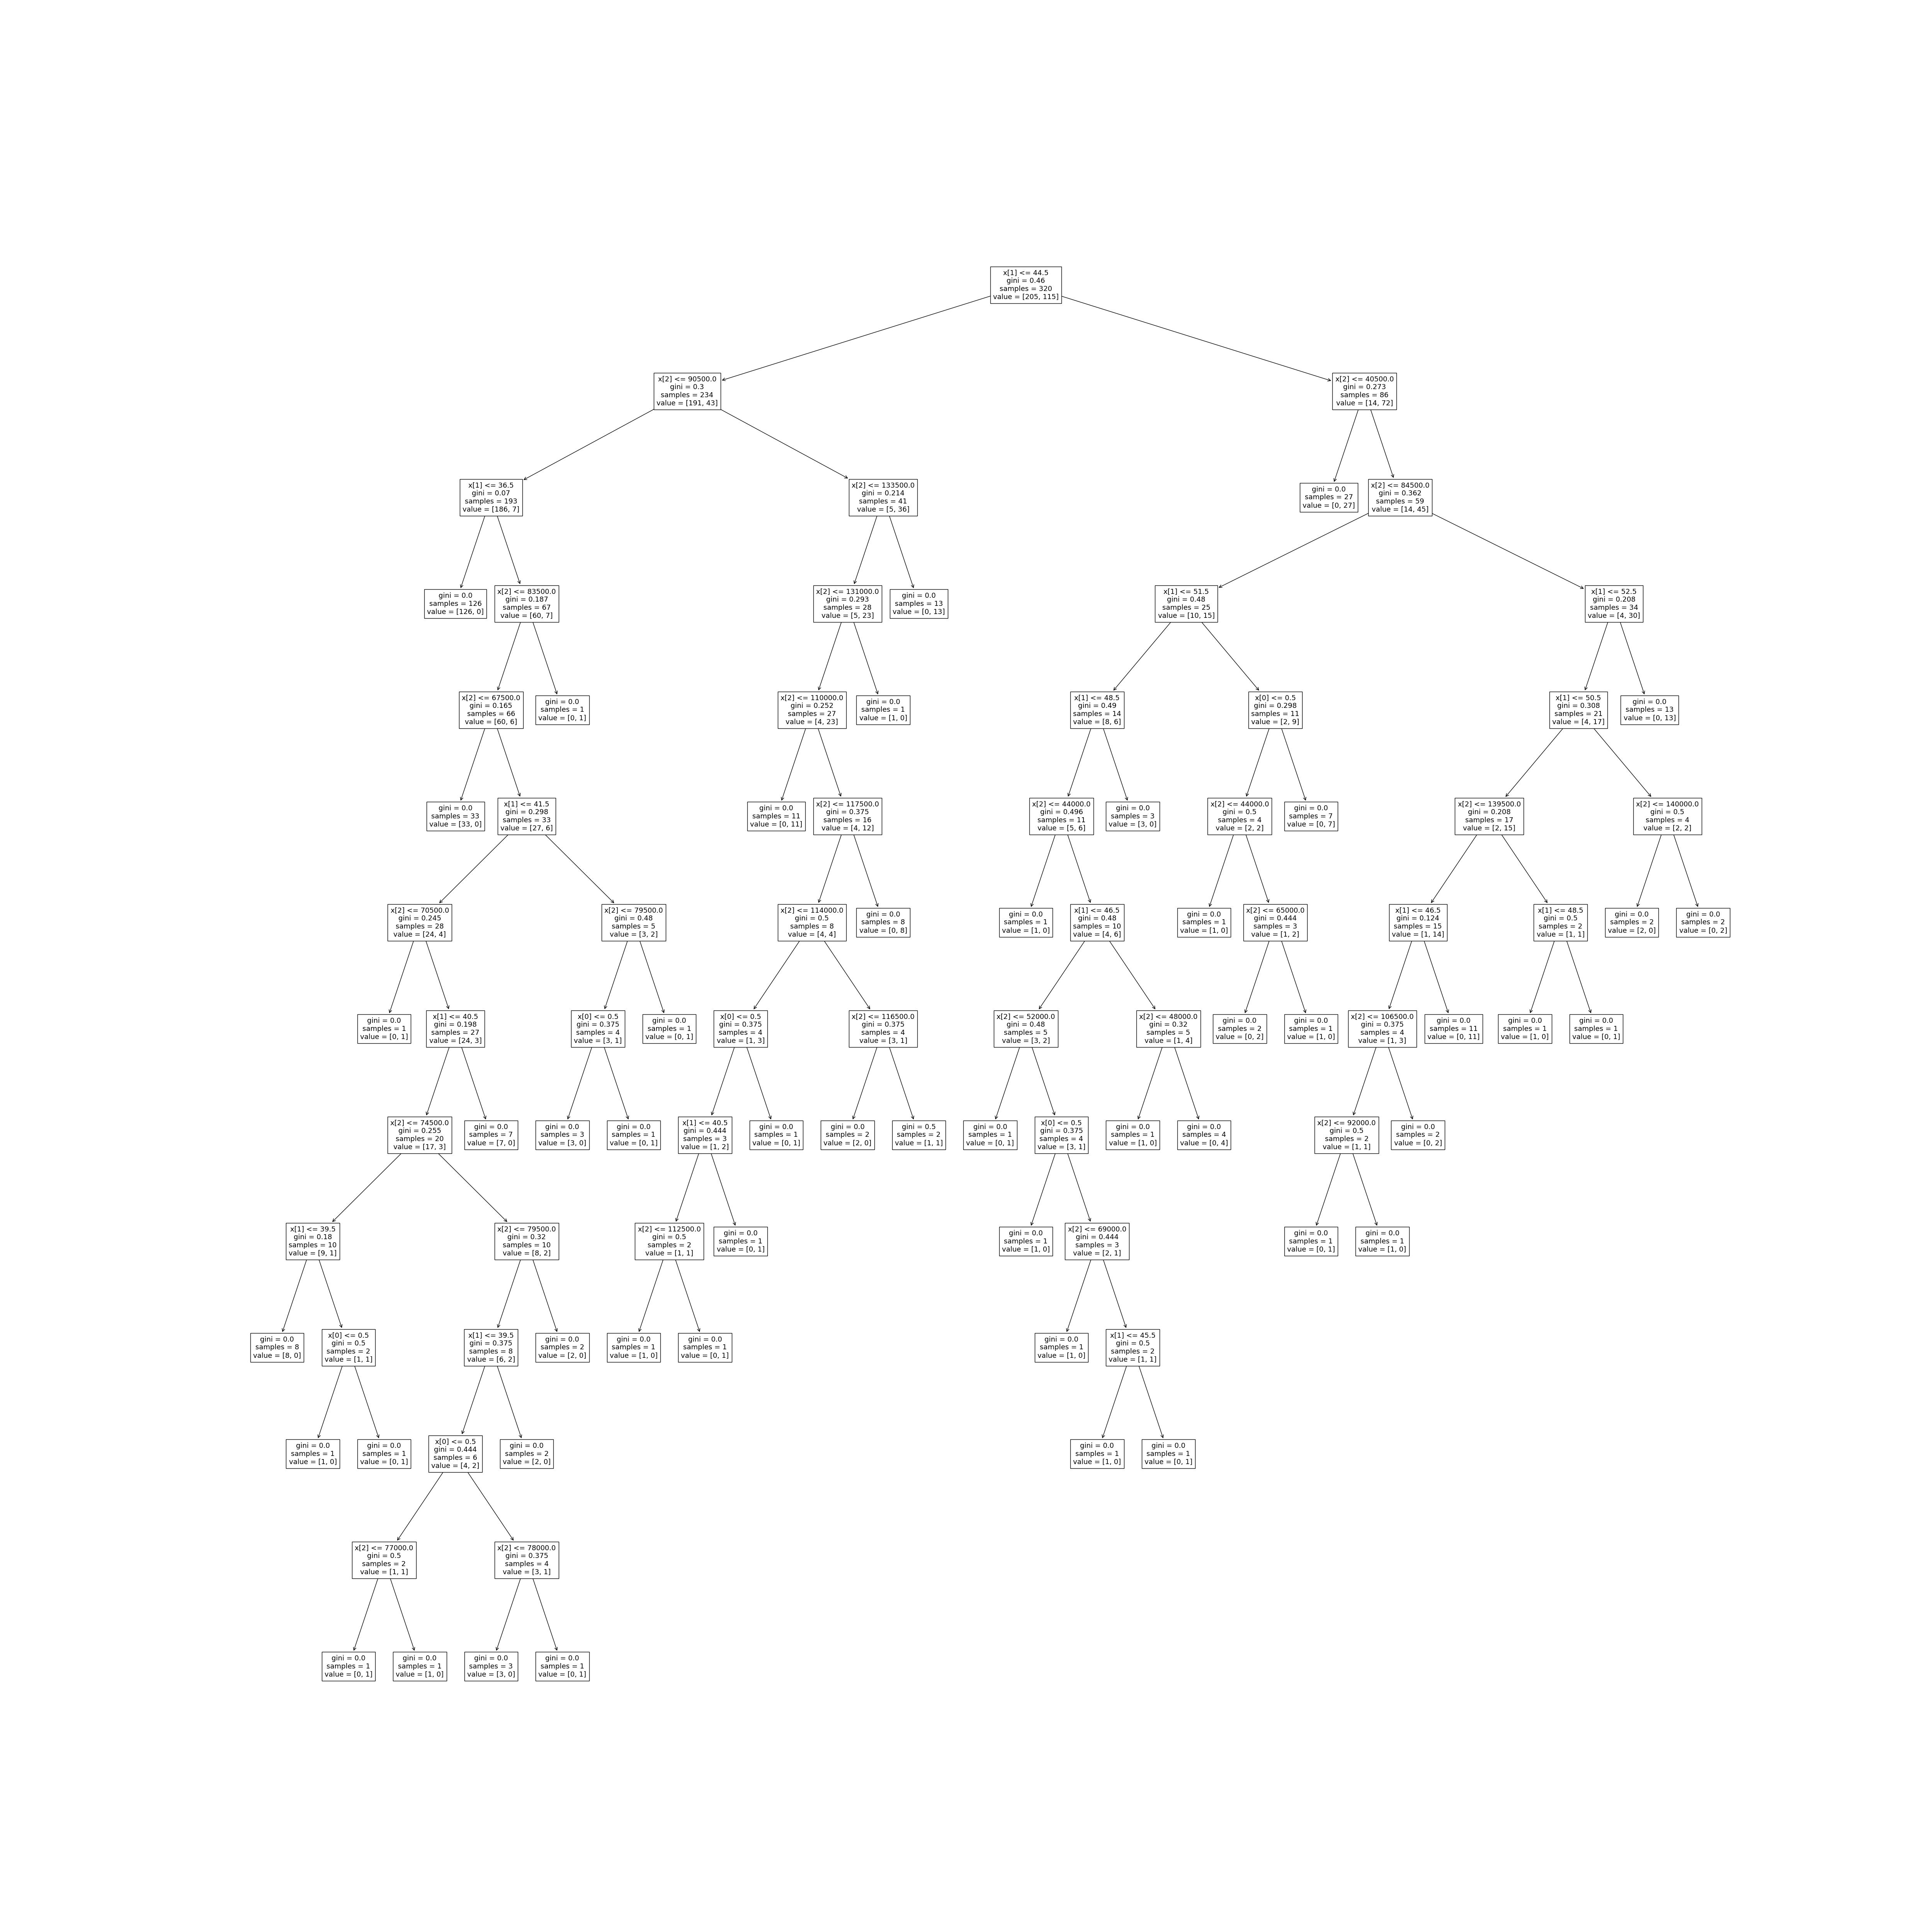 x[1] <= 44.5
gini = 0.46
samples = 320
value = [205, 115]
x[2] <= 90500.0
gini = 0.3
samples = 234
value = [191, 43]
x[2] <= 40500.0
gini = 0.273
samples = 86
value = [14, 72]
x[1] <= 36.5
gini = 0.07
samples = 193
value = [186, 7]
x[2] <= 133500.0
gini = 0.214
samples = 41
value = [5, 36]
gini = 0.0
samples = 27
value = [0, 27]
x[2] <= 84500.0
gini = 0.362
samples = 59
value = [14, 45]
gini = 0.0
samples = 126
value = [126, 0]
x[2] <= 83500.0
gini = 0.187
samples = 67
value = [60, 7]
x[2] <= 131000.0
gini = 0.293
samples = 28
value = [5, 23]
gini = 0.0
samples = 13
value = [0, 13]
x[1] <= 51.5
gini = 0.48
samples = 25
value = [10, 15]
x[1] <= 52.5
gini = 0.208
samples = 34
value = [4, 30]
x[2] <= 67500.0
gini = 0.165
samples = 66
value = [60, 6]
gini = 0.0
samples = 1
value = [0, 1]
x[2] <= 110000.0
gini = 0.252
samples = 27
value = [4, 23]
gini = 0.0
samples = 1
value = [1, 0]
x[1] <= 48.5
gini = 0.49
samples = 14
value = [8, 6]
x[0] <= 0.5
gini = 0.298
samples = 11
value = [2, 9]
x[1] <= 50.5
gini = 0.308
samples = 21
value = [4, 17]
gini = 0.0
samples = 13
value = [0, 13]
gini = 0.0
samples = 33
value = [33, 0]
x[1] <= 41.5
gini = 0.298
samples = 33
value = [27, 6]
gini = 0.0
samples = 11
value = [0, 11]
x[2] <= 117500.0
gini = 0.375
samples = 16
value = [4, 12]
x[2] <= 44000.0
gini = 0.496
samples = 11
value = [5, 6]
gini = 0.0
samples = 3
value = [3, 0]
x[2] <= 44000.0
gini = 0.5
samples = 4
value = [2, 2]
gini = 0.0
samples = 7
value = [0, 7]
x[2] <= 139500.0
gini = 0.208
samples = 17
value = [2, 15]
x[2] <= 140000.0
gini = 0.5
samples = 4
value = [2, 2]
x[2] <= 70500.0
gini = 0.245
samples = 28
value = [24, 4]
x[2] <= 79500.0
gini = 0.48
samples = 5
value = [3, 2]
x[2] <= 114000.0
gini = 0.5
samples = 8
value = [4, 4]
gini = 0.0
samples = 8
value = [0, 8]
gini = 0.0
samples = 1
value = [1, 0]
x[1] <= 46.5
gini = 0.48
samples = 10
value = [4, 6]
gini = 0.0
samples = 1
value = [1, 0]
x[2] <= 65000.0
gini = 0.444
samples = 3
value = [1, 2]
x[1] <= 46.5
gini = 0.124
samples = 15
value = [1, 14]
x[1] <= 48.5
gini = 0.5
samples = 2
value = [1, 1]
gini = 0.0
samples = 2
value = [2, 0]
gini = 0.0
samples = 2
value = [0, 2]
gini = 0.0
samples = 1
value = [0, 1]
x[1] <= 40.5
gini = 0.198
samples = 27
value = [24, 3]
x[0] <= 0.5
gini = 0.375
samples = 4
value = [3, 1]
gini = 0.0
samples = 1
value = [0, 1]
x[0] <= 0.5
gini = 0.375
samples = 4
value = [1, 3]
x[2] <= 116500.0
gini = 0.375
samples = 4
value = [3, 1]
x[2] <= 52000.0
gini = 0.48
samples = 5
value = [3, 2]
x[2] <= 48000.0
gini = 0.32
samples = 5
value = [1, 4]
gini = 0.0
samples = 2
value = [0, 2]
gini = 0.0
samples = 1
value = [1, 0]
x[2] <= 106500.0
gini = 0.375
samples = 4
value = [1, 3]
gini = 0.0
samples = 11
value = [0, 11]
gini = 0.0
samples = 1
value = [1, 0]
gini = 0.0
samples = 1
value = [0, 1]
x[2] <= 74500.0
gini = 0.255
samples = 20
value = [17, 3]
gini = 0.0
samples = 7
value = [7, 0]
gini = 0.0
samples = 3
value = [3, 0]
gini = 0.0
samples = 1
value = [0, 1]
x[1] <= 40.5
gini = 0.444
samples = 3
value = [1, 2]
gini = 0.0
samples = 1
value = [0, 1]
gini = 0.0
samples = 2
value = [2, 0]
gini = 0.5
samples = 2
value = [1, 1]
gini = 0.0
samples = 1
value = [0, 1]
x[0] <= 0.5
gini = 0.375
samples = 4
value = [3, 1]
gini = 0.0
samples = 1
value = [1, 0]
gini = 0.0
samples = 4
value = [0, 4]
x[2] <= 92000.0
gini = 0.5
samples = 2
value = [1, 1]
gini = 0.0
samples = 2
value = [0, 2]
x[1] <= 39.5
gini = 0.18
samples = 10
value = [9, 1]
x[2] <= 79500.0
gini = 0.32
samples = 10
value = [8, 2]
x[2] <= 112500.0
gini = 0.5
samples = 2
value = [1, 1]
gini = 0.0
samples = 1
value = [0, 1]
gini = 0.0
samples = 1
value = [1, 0]
x[2] <= 69000.0
gini = 0.444
samples = 3
value = [2, 1]
gini = 0.0
samples = 1
value = [0, 1]
gini = 0.0
samples = 1
value = [1, 0]
gini = 0.0
samples = 8
value = [8, 0]
x[0] <= 0.5
gini = 0.5
samples = 2
value = [1, 1]
x[1] <= 39.5
gini = 0.375
samples = 8
value = [6, 2]
gini = 0.0
samples = 2
value = [2, 0]
gini = 0.0
samples = 1
value = [1, 0]
gini = 0.0
samples = 1
value = [0, 1]
gini = 0.0
samples = 1
value = [1, 0]
x[1] <= 45.5
gini = 0.5
samples = 2
value = [1, 1]
gini = 0.0
samples = 1
value = [1, 0]
gini = 0.0
samples = 1
value = [0, 1]
x[0] <= 0.5
gini = 0.444
samples = 6
value = [4, 2]
gini = 0.0
samples = 2
value = [2, 0]
gini = 0.0
samples = 1
value = [1, 0]
gini = 0.0
samples = 1
value = [0, 1]
x[2] <= 77000.0
gini = 0.5
samples = 2
value = [1, 1]
x[2] <= 78000.0
gini = 0.375
samples = 4
value = [3, 1]
gini = 0.0
samples = 1
value = [0, 1]
gini = 0.0
samples = 1
value = [1, 0]
gini = 0.0
samples = 3
value = [3, 0]
gini = 0.0
samples = 1
value = [0, 1]